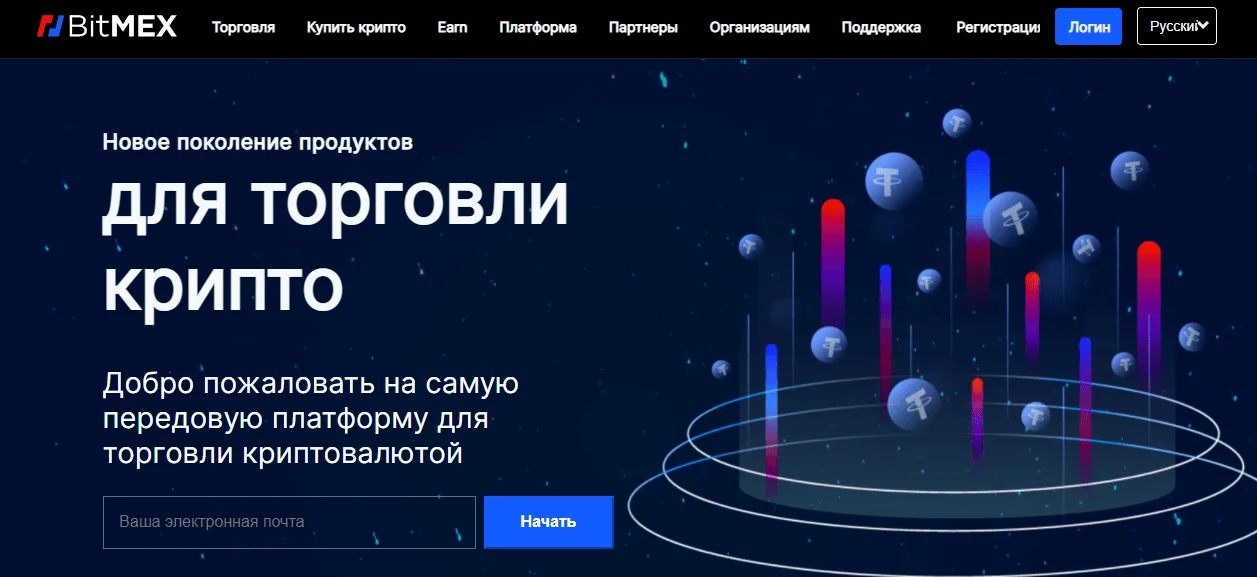 BitMEX
Торговля Купить крипто Earn Платформа Партнеры Организациям Поддержка Регистрация Логин Русский
Новое поколение продуктов
для торговли
крипто
Добро пожаловать на самую
передовую платформу для
торговли криптовалютой
Ваша электронная почта
Начать